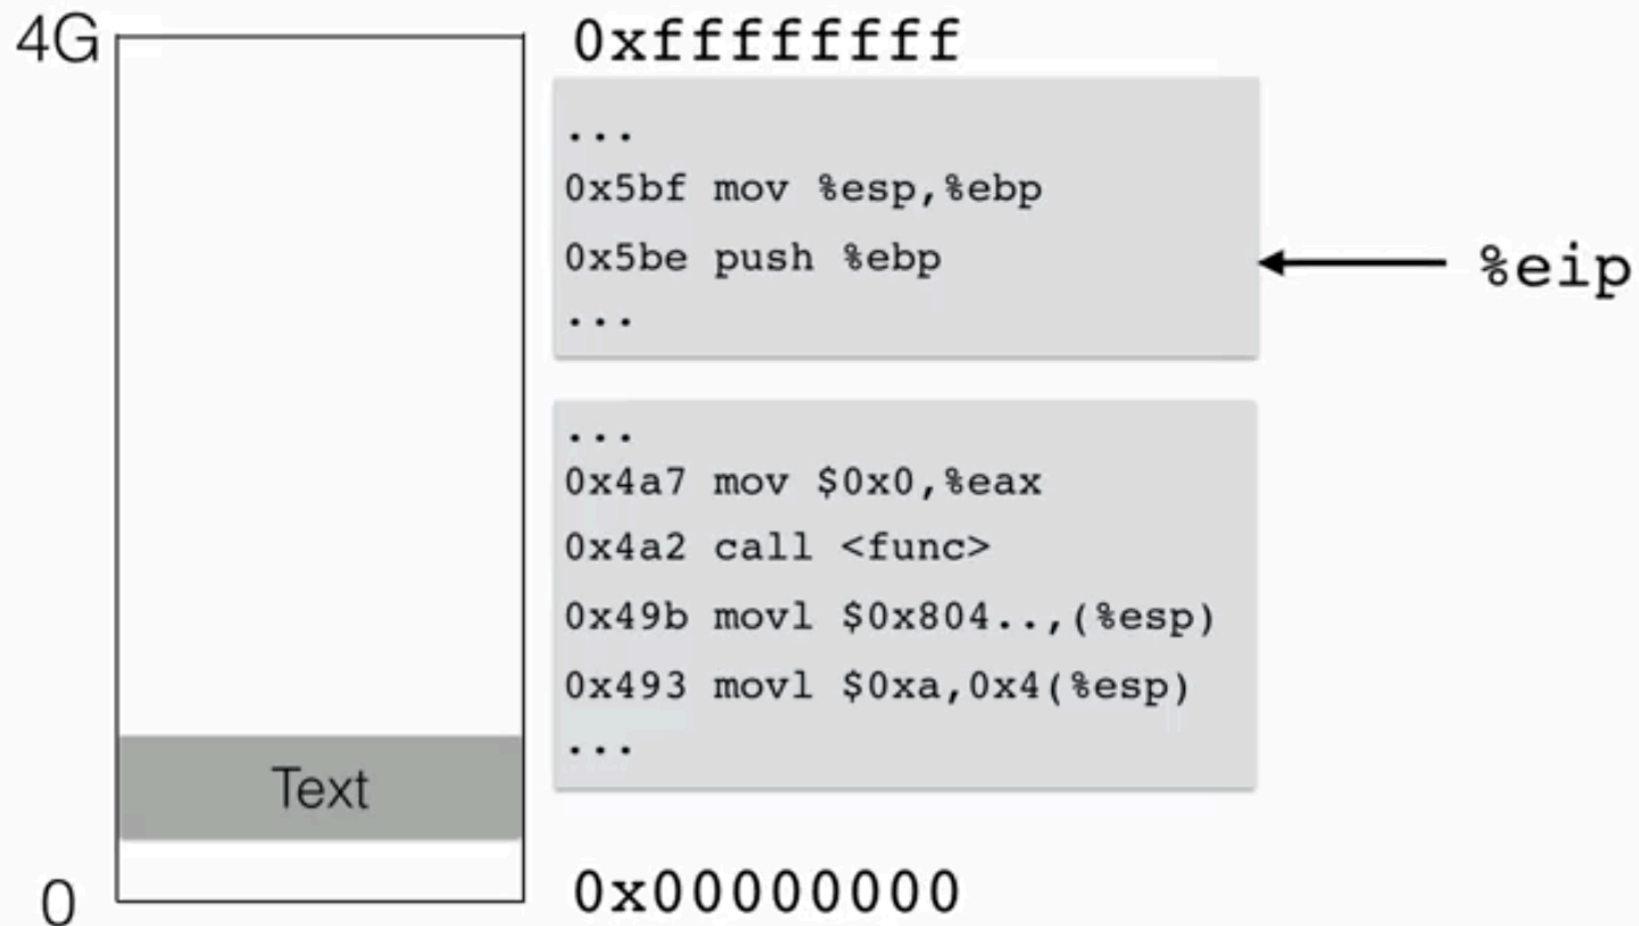 4G
0xffffffff
...
0x5bf mov %esp,%ebp
0x5be push %ebp
...
%eip
...
0x4a7 mov $0x0,%eax
0x4a2 call <func>
0x49b movl $0x804..,(%esp)
0x493 movl $0xa,0x4(%esp)
...
Text
0
0x00000000